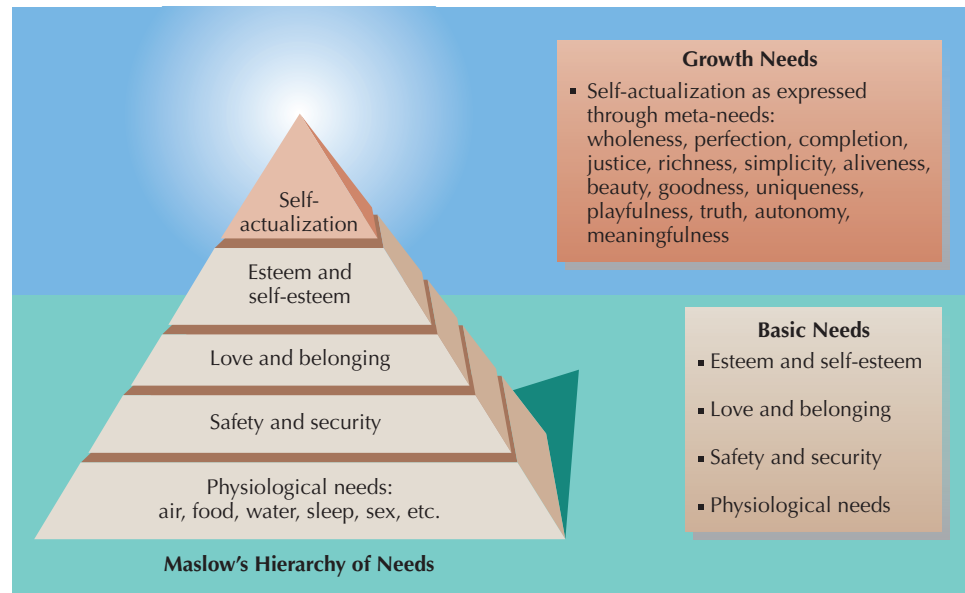 Growth Needs
▪ Self-actualization as expressed
through meta-needs:
wholeness, perfection, completion,
justice, richness, simplicity, aliveness,
beauty, goodness, uniqueness,
playfulness, truth, autonomy,
meaningfulness
Self-
actualization
Esteem and
self-esteem
Love and belonging
Safety and security
Physiological needs:
air, food, water, sleep, sex, etc.
Maslow’s Hierarchy of Needs
Basic Needs
▪ Esteem and self-esteem
▪ Love and belonging
▪ Safety and security
▪ Physiological needs